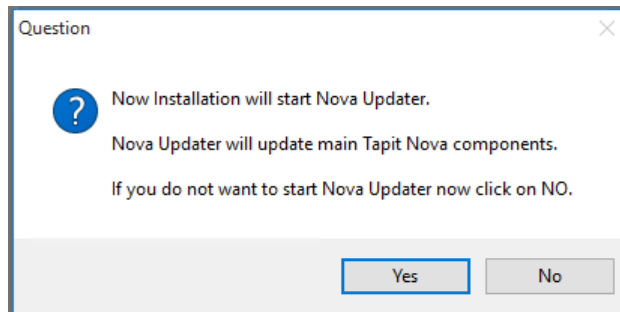 Question
Now Installation will start Nova Updater.
Nova Updater will update main Tapit Nova components.
If you do not want to start Nova Updater now click on NO.
Yes
No